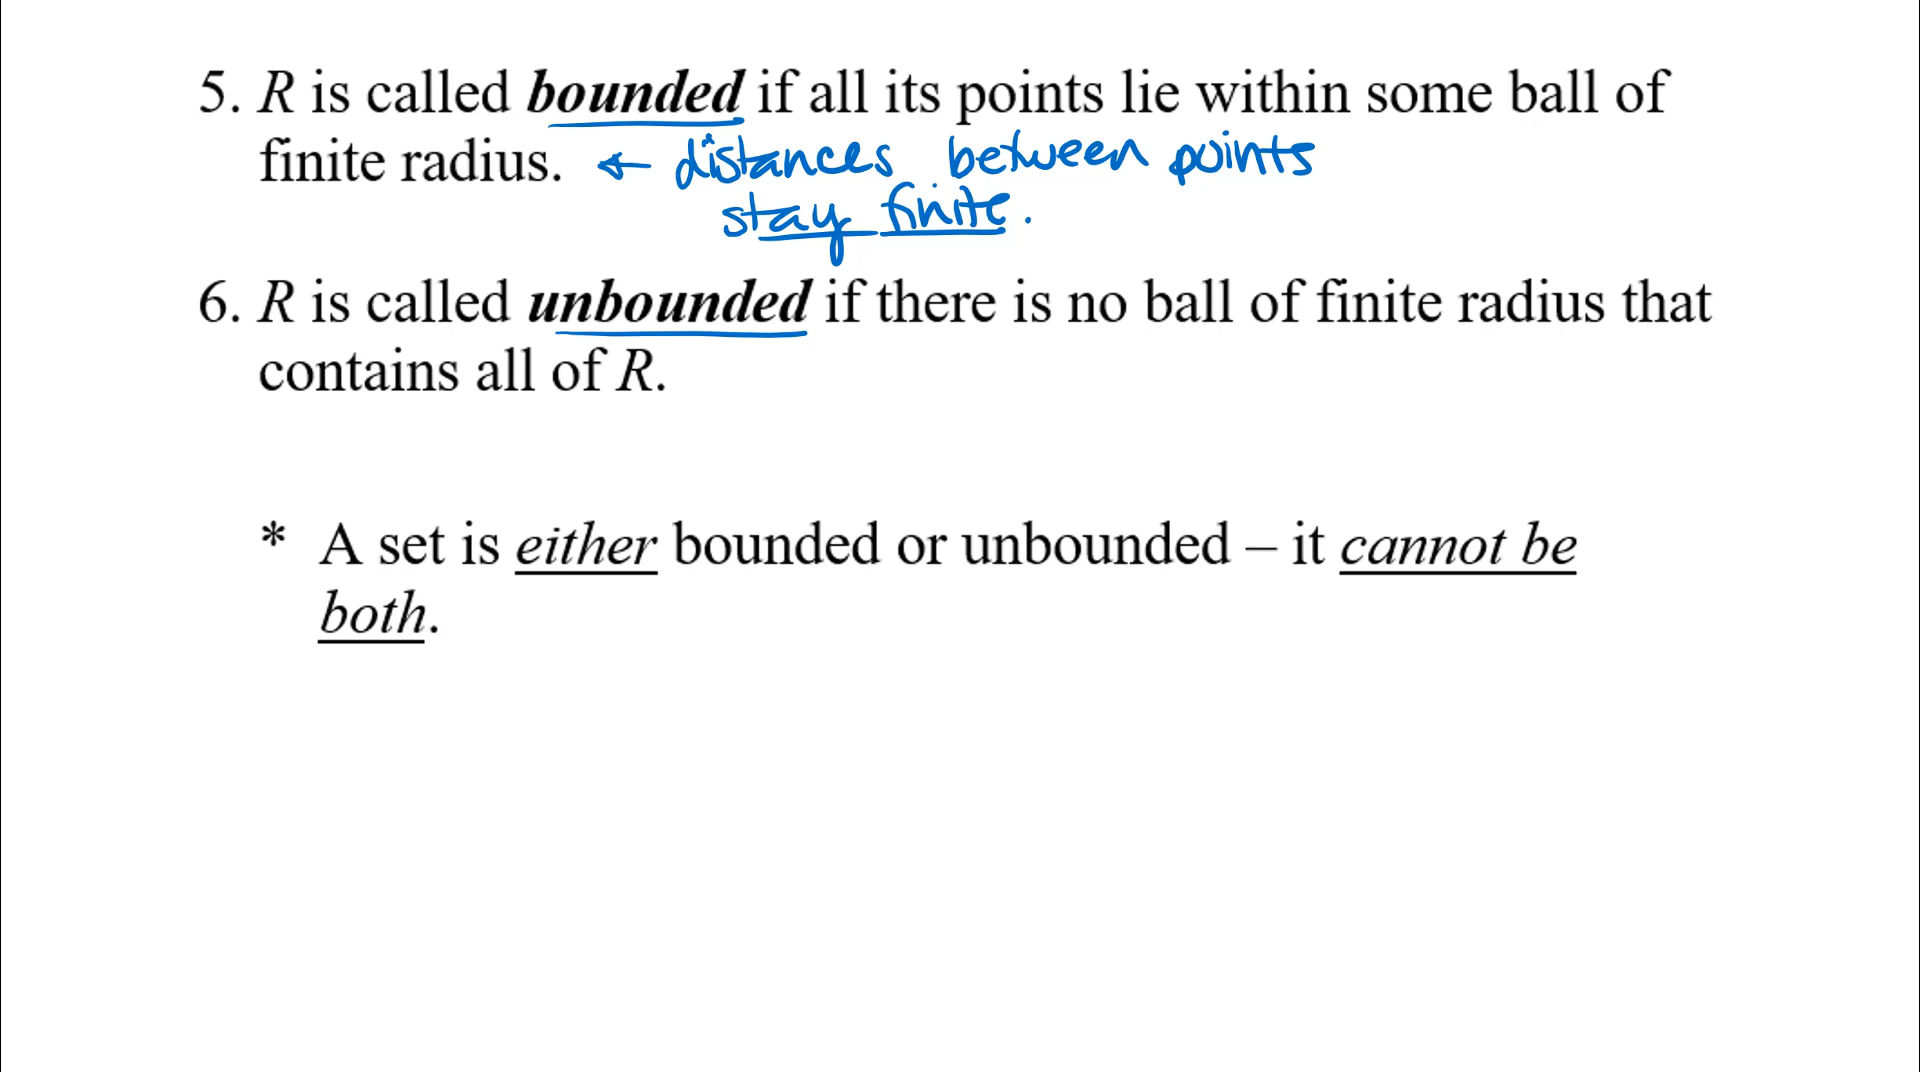 5. R is called bounded if all its points lie within some ball of
finite radius. ← distances between points
stay finite.
6. R is called unbounded if there is no ball of finite radius that
contains all of R.
* A set is either bounded or unbounded – it cannot be
both.